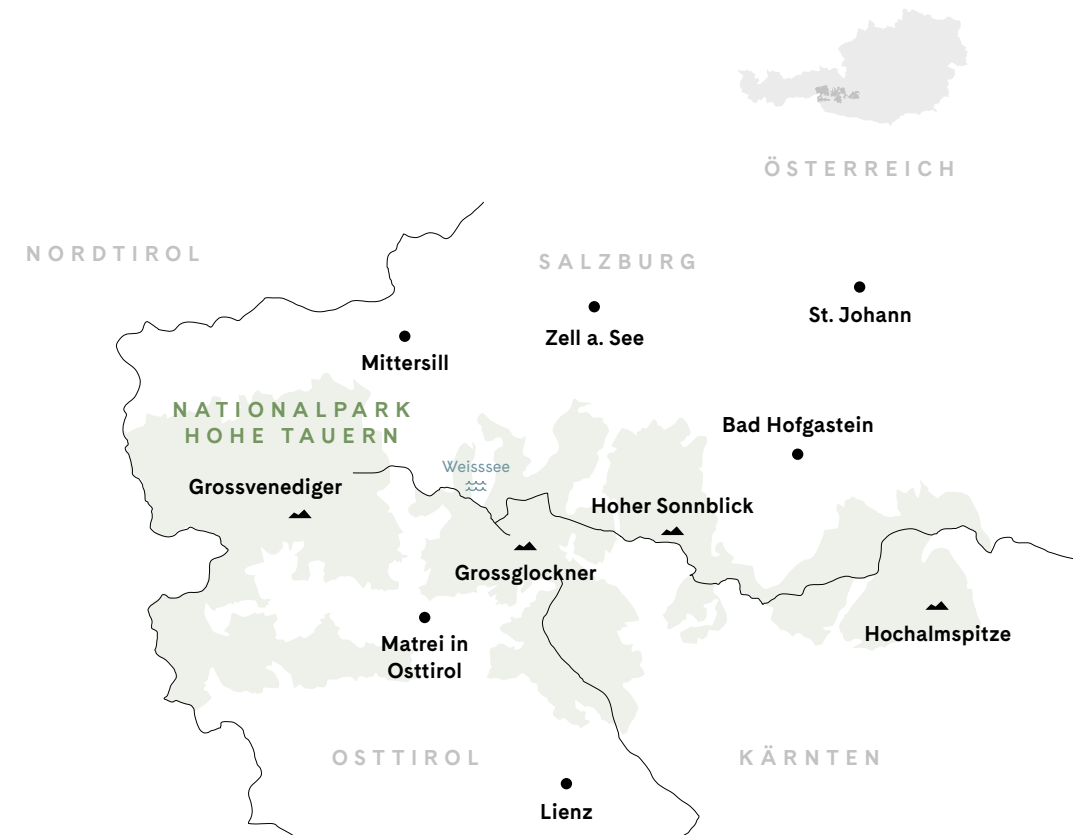 ÖSTERREICH
NORDTIROL
SALZBURG
St. Johann
Zell a. See
Mittersill
NATIONALPARK
HOHE TAUERN
Bad Hofgastein
Weisssee
Grossvenediger
Hoher Sonnblick
Grossglockner
Hochalmspitze
Matrei in
Osttirol
OSTTIROL
KÄRNTEN
Lienz